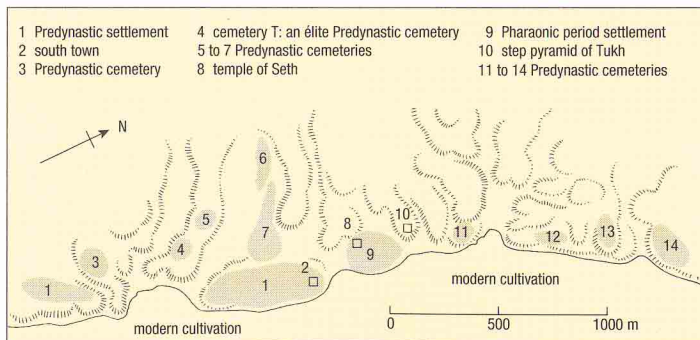 1 Predynastic settlement
2 south town
3 Predynastic cemetery
4 cemetery T: an élite Predynastic cemetery
5 to 7 Predynastic cemeteries
8 temple of Seth
9 Pharaonic period settlement
10 step pyramid of Tukh
11 to 14 Predynastic cemeteries
N
6
5
7
8
10
11
12
13
14
3
4
9
1
1
2
modern cultivation
modern cultivation
0 500 1000 m